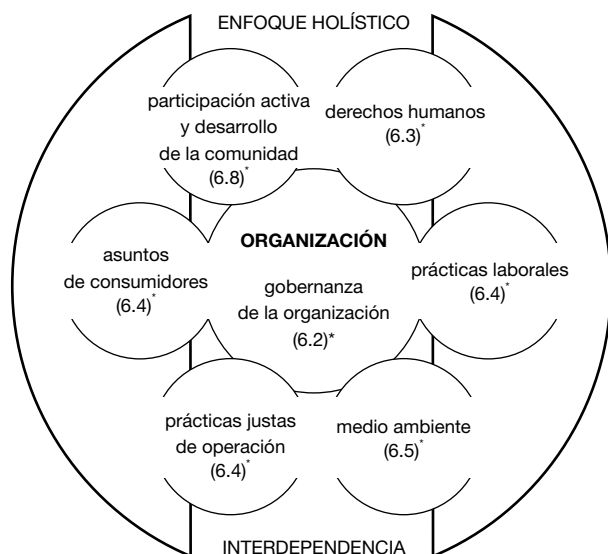 ENFOQUE HOLÍSTICO
participación activa
y desarrollo
de la comunidad
(6.8)*
derechos humanos
(6.3)*
asuntos
de consumidores
(6.4)*
ORGANIZACIÓN
gobernanza
de la organización
(6.2)*
prácticas laborales
(6.4)*
prácticas justas
de operación
(6.4)*
medio ambiente
(6.5)*
INTERDEPENDENCIA